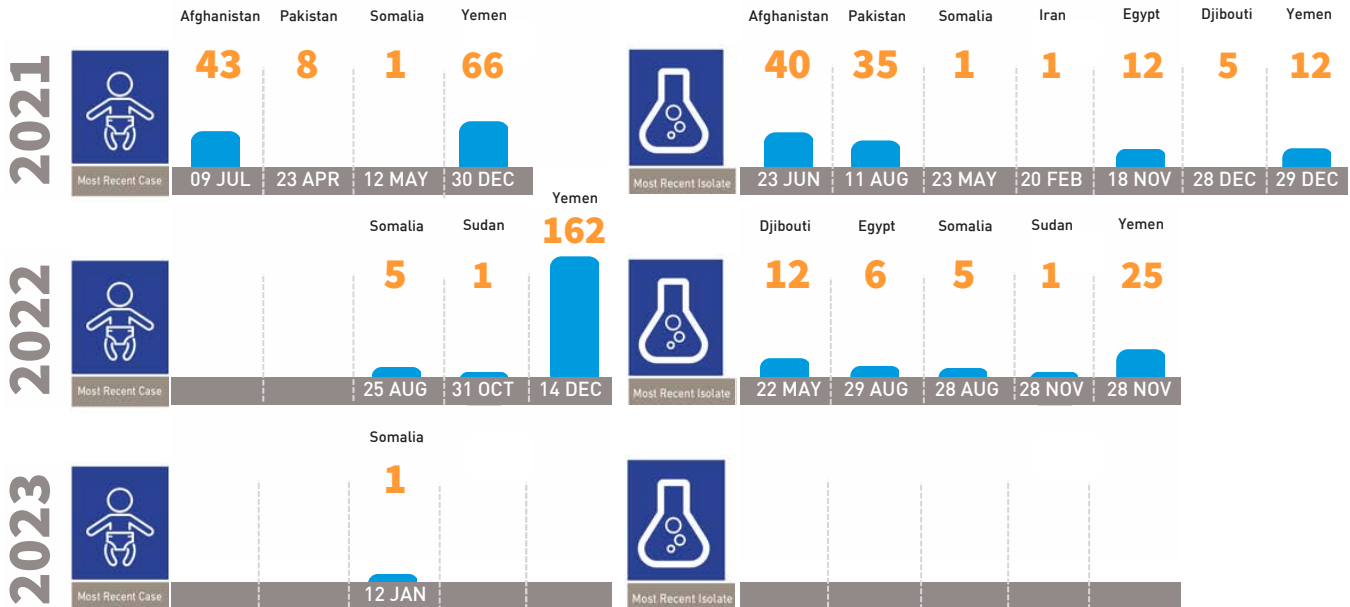 2021
Afghanistan Pakistan Somalia Yemen
43 8 1 66
Most Recent Case
09 JUL 23 APR 12 MAY 30 DEC
Afghanistan Pakistan Somalia Iran Egypt Djibouti Yemen
40 35 1 1 12 5 12
Most Recent Isolate
23 JUN 11 AUG 23 MAY 20 FEB 18 NOV 28 DEC 29 DEC
2022
Somalia Sudan Yemen
5 1 162
Most Recent Case
25 AUG 31 OCT 14 DEC
Djibouti Egypt Somalia Sudan Yemen
12 6 5 1 25
Most Recent Isolate
22 MAY 29 AUG 28 AUG 28 NOV 28 NOV
2023
Somalia
1
Most Recent Case
12 JAN
Most Recent Isolate